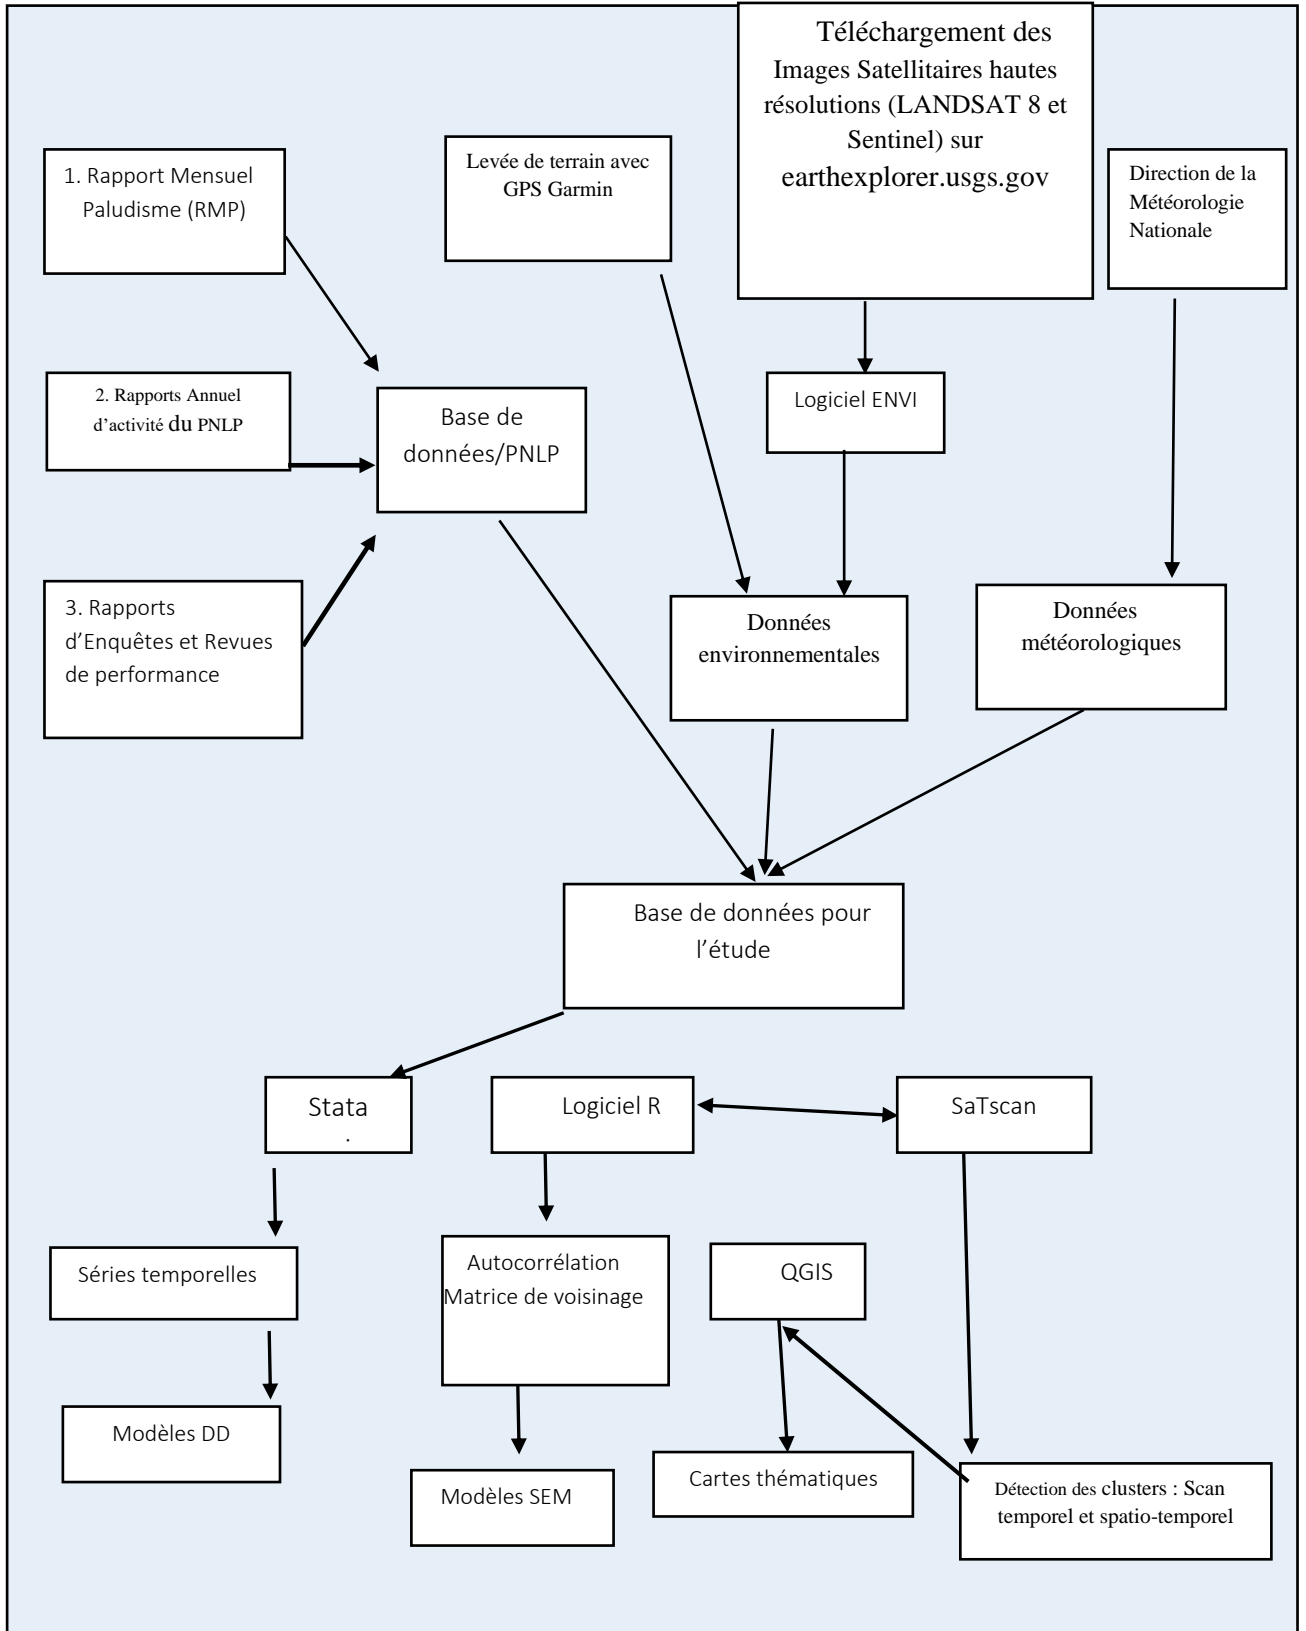 Téléchargement des
Images Satellitaires hautes
résolutions (LANDSAT 8 et
Sentinel) sur
earthexplorer.usgs.gov
1. Rapport Mensuel
Paludisme (RMP)
Levée de terrain avec
GPS Garmin
Direction de la
Météorologie
Nationale
2. Rapports Annuel
d’activité du PNLP
Base de
données/PNLP
Logiciel ENVI
3. Rapports
d’Enquêtes et Revues
de performance
Données
environnementales
Données
météorologiques
Base de données pour
l’étude
Stata
.
Logiciel R
SaTscan
Séries temporelles
Autocorrélation
Matrice de voisinage
QGIS
Modèles DD
Modèles SEM
Cartes thématiques
Détection des clusters : Scan
temporel et spatio-temporel